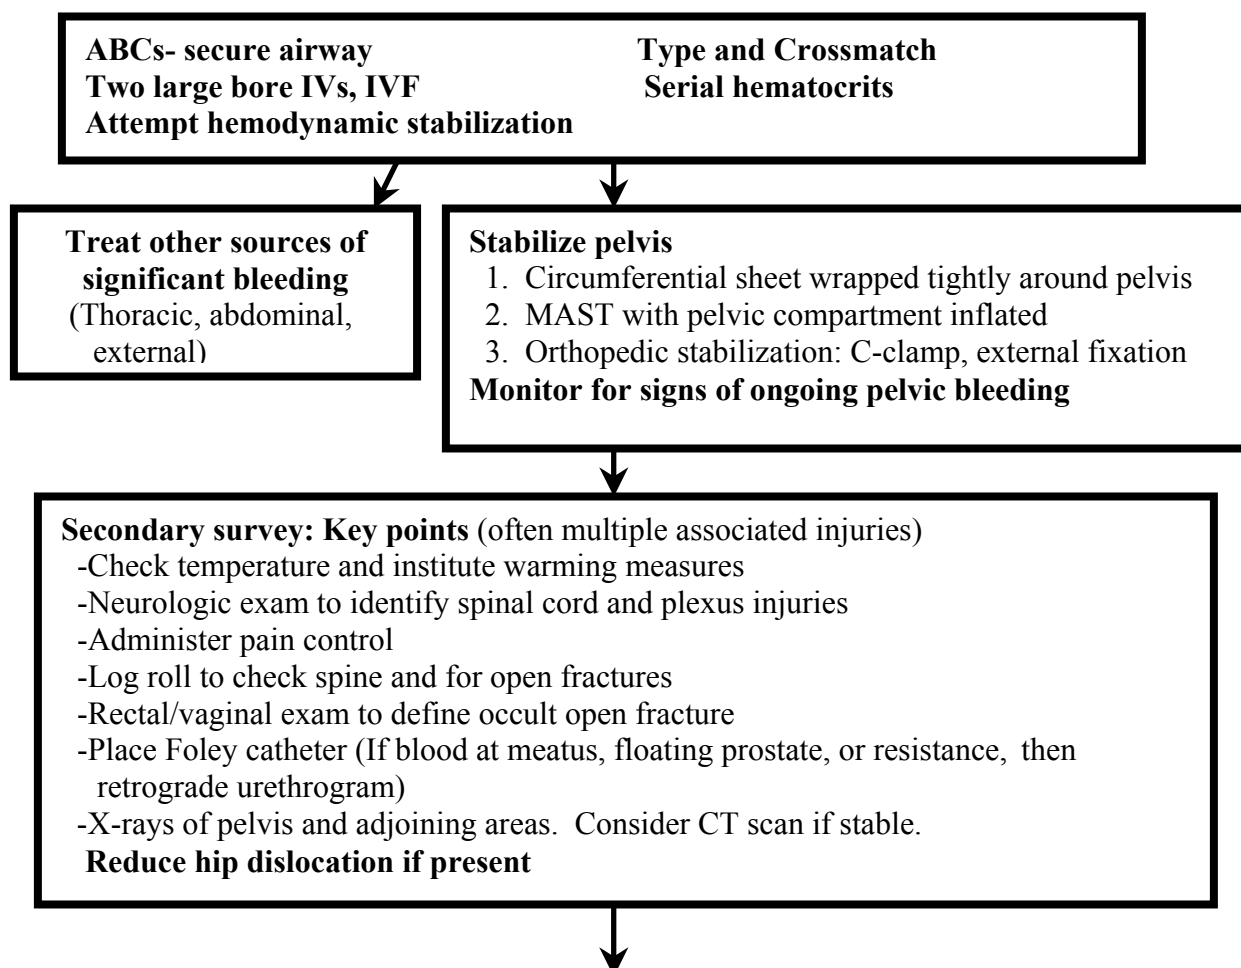 ABCs- secure airway Type and Crossmatch
Two large bore IVs, IVF Serial hematocrits
Attempt hemodynamic stabilization
Treat other sources of
significant bleeding
(Thoracic, abdominal,
external)
Stabilize pelvis
1. Circumferential sheet wrapped tightly around pelvis
2. MAST with pelvic compartment inflated
3. Orthopedic stabilization: C-clamp, external fixation
Monitor for signs of ongoing pelvic bleeding
Secondary survey: Key points (often multiple associated injuries)
-Check temperature and institute warming measures
-Neurologic exam to identify spinal cord and plexus injuries
-Administer pain control
-Log roll to check spine and for open fractures
-Rectal/vaginal exam to define occult open fracture
-Place Foley catheter (If blood at meatus, floating prostate, or resistance, then
retrograde urethrogram)
-X-rays of pelvis and adjoining areas. Consider CT scan if stable.
Reduce hip dislocation if present